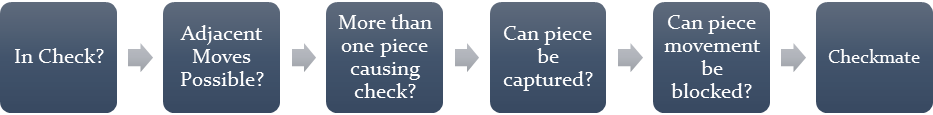 In Check?
Adjacent
Moves
Possible?
More than
one piece
causing
check?
Can piece
be
captured?
Can piece
movement
be
blocked?
Checkmate